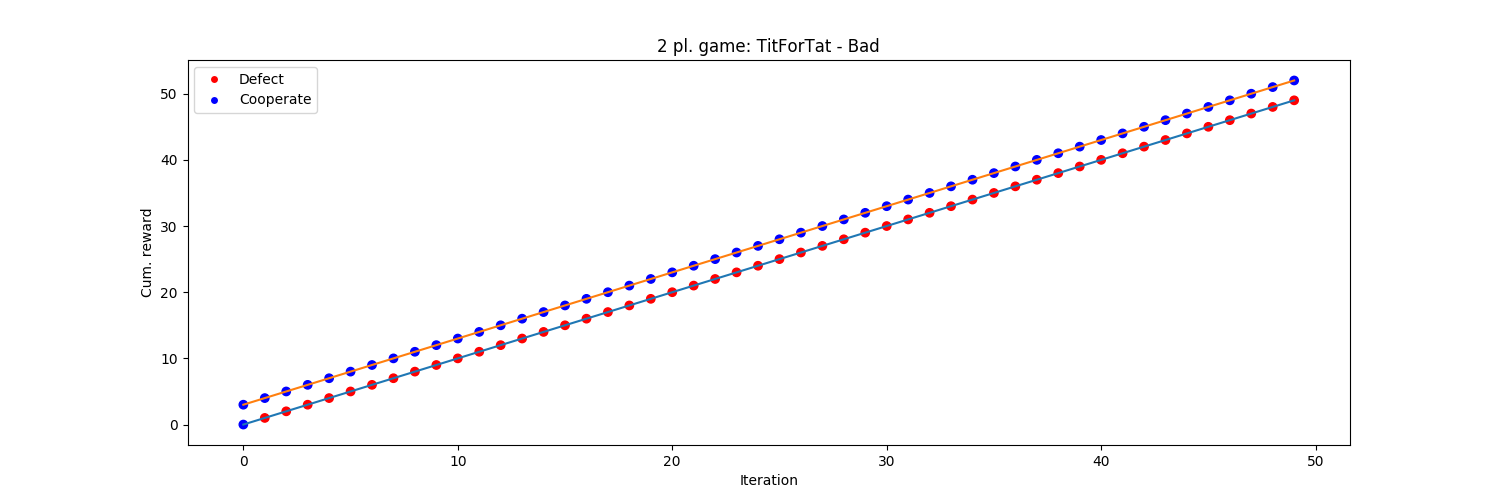 2 pl. game: TitForTat - Bad
Defect
Cooperate
50
40
30
20
10
0
Cum. reward
0 10 20 30 40 50
Iteration